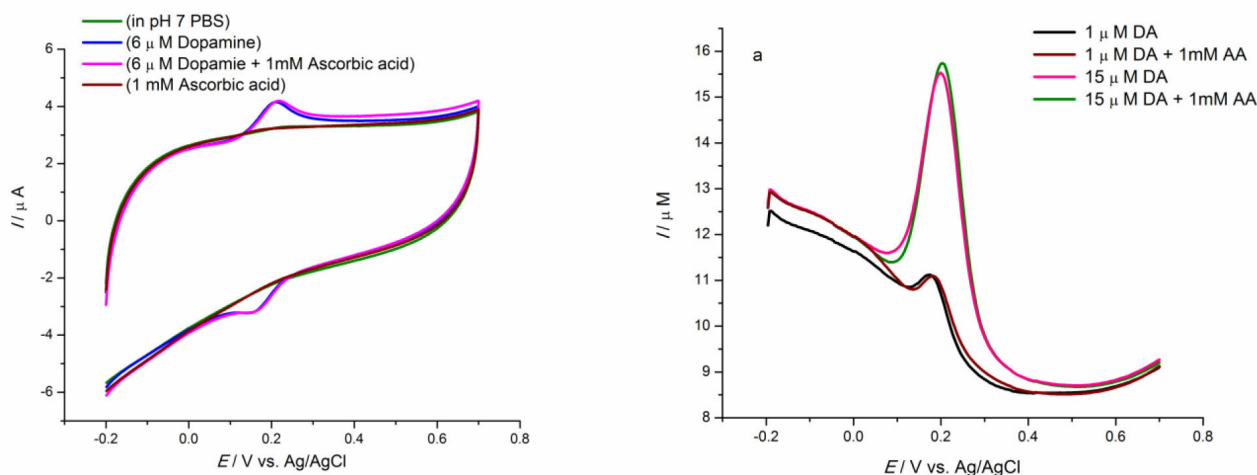 (in pH 7 PBS)
(6 μ M Dopamine)
(6 μ M Dopamie + 1mM Ascorbic acid)
(1 mM Ascorbic acid)
6
4
2
0
-2
-4
-6
I / μ A
-0.2 0.0 0.2 0.4 0.6 0.8
E / V vs. Ag/AgCl
a
1 μ M DA
1 μ M DA + 1mM AA
15 μ M DA
15 μ M DA + 1mM AA
16
15
14
13
12
11
10
9
8
I / μ M
-0.2 0.0 0.2 0.4 0.6 0.8
E / V vs. Ag/AgCl